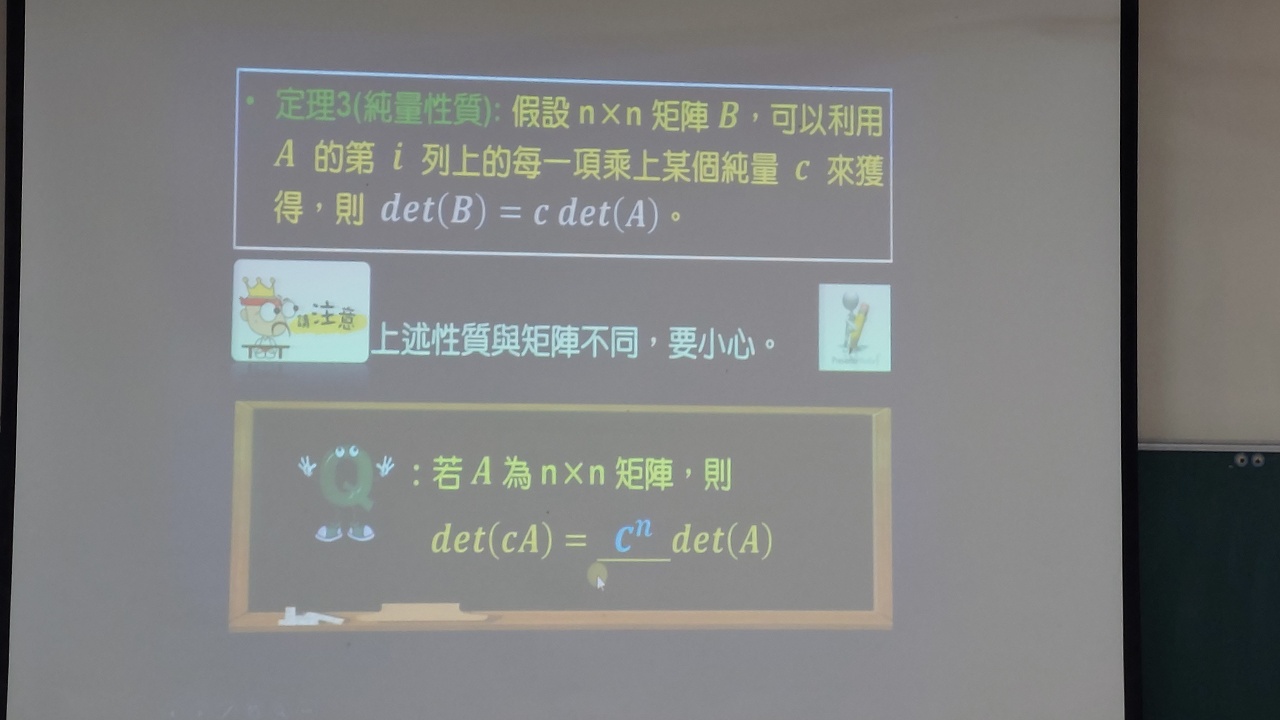 • 定理3(純量性質): 假設 n×n 矩陣 B，可以利用
A 的第 i 列上的每一項乘上某個純量 c 來獲
得，則 det(B) = c det(A)。
請注意
上述性質與矩陣不同，要小心。
Q : 若 A 為 n×n 矩陣，則
det(cA) = cⁿ det(A)